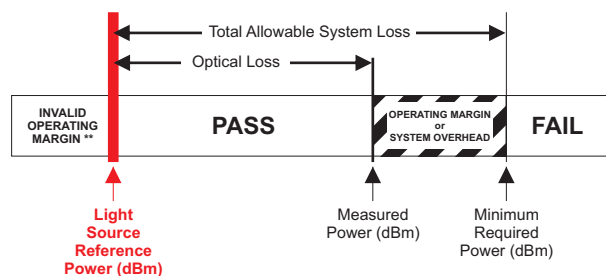 Total Allowable System Loss
Optical Loss
INVALID
OPERATING
MARGIN **
PASS
OPERATING MARGIN
or
SYSTEM OVERHEAD
FAIL
Light
Source
Reference
Power (dBm)
Measured
Power (dBm)
Minimum
Required
Power (dBm)